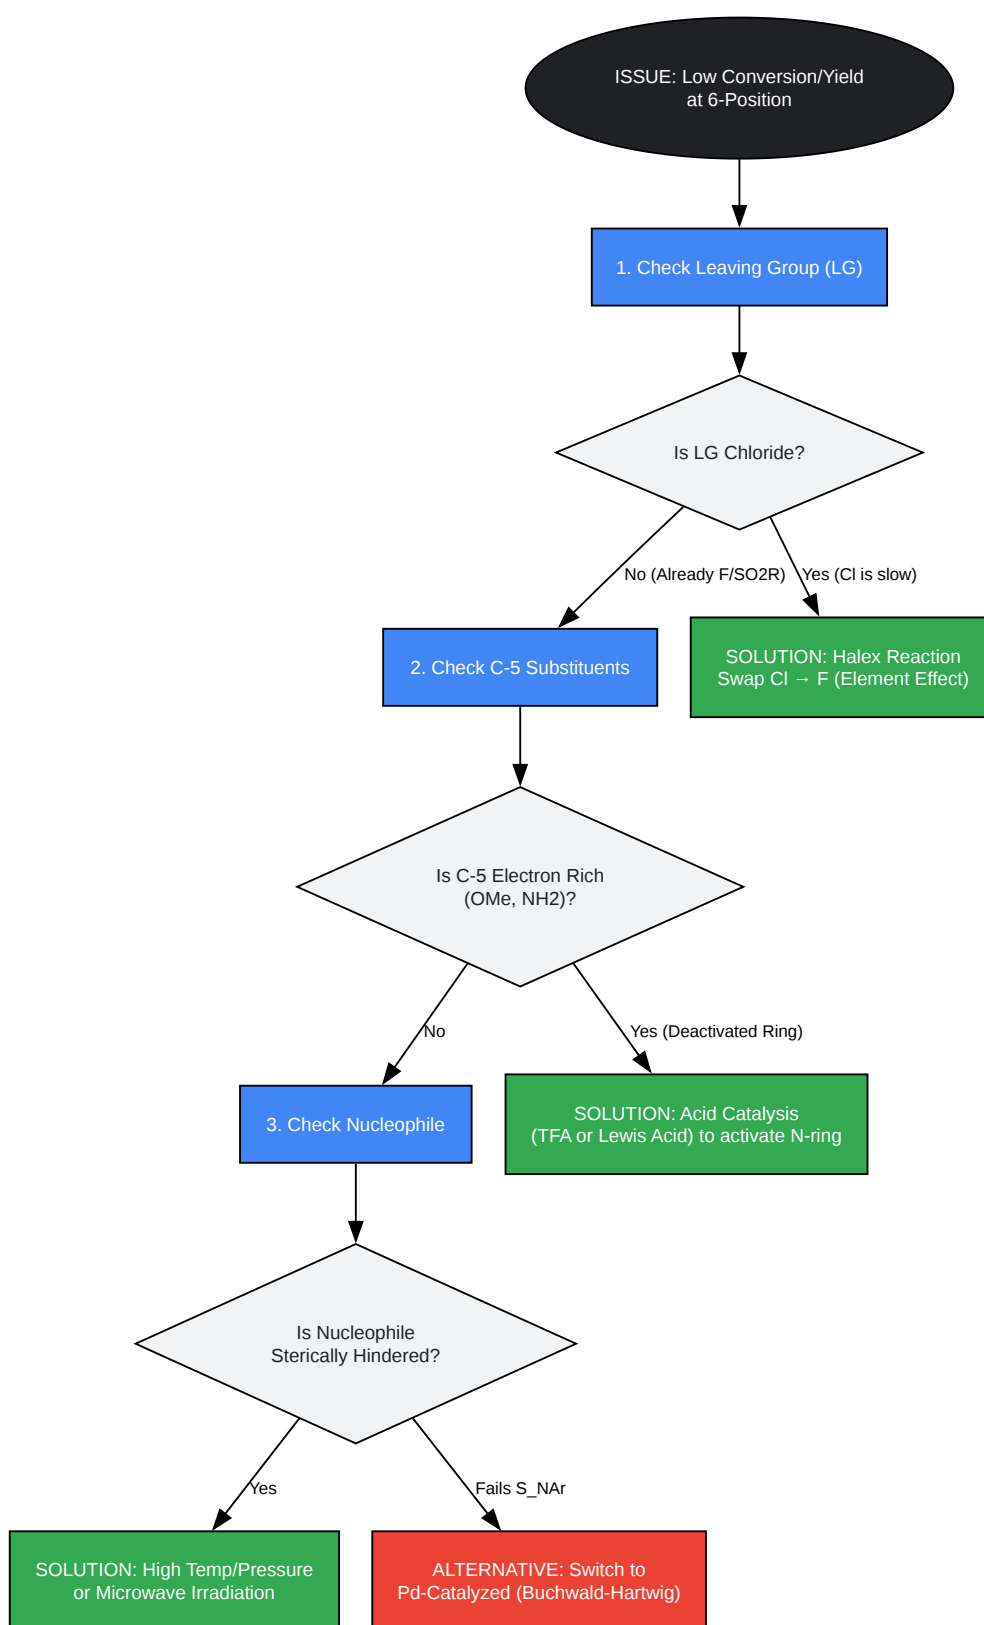 ISSUE: Low Conversion/Yield
at 6-Position
1. Check Leaving Group (LG)
Is LG Chloride?
No (Already F/SO2R)
Yes (Cl is slow)
2. Check C-5 Substituents
SOLUTION: Halex Reaction
Swap Cl → F (Element Effect)
Is C-5 Electron Rich
(OMe, NH2)?
No
Yes (Deactivated Ring)
3. Check Nucleophile
SOLUTION: Acid Catalysis
(TFA or Lewis Acid) to activate N-ring
Is Nucleophile
Sterically Hindered?
Yes
Fails S_NAr
SOLUTION: High Temp/Pressure
or Microwave Irradiation
ALTERNATIVE: Switch to
Pd-Catalyzed (Buchwald-Hartwig)